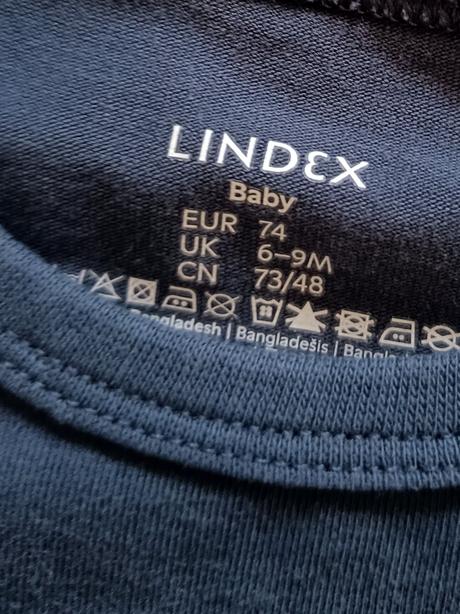 LINDEX
Baby
EUR 74
UK 6–9M
CN 73/48
Bangladesh | Bangladešis |